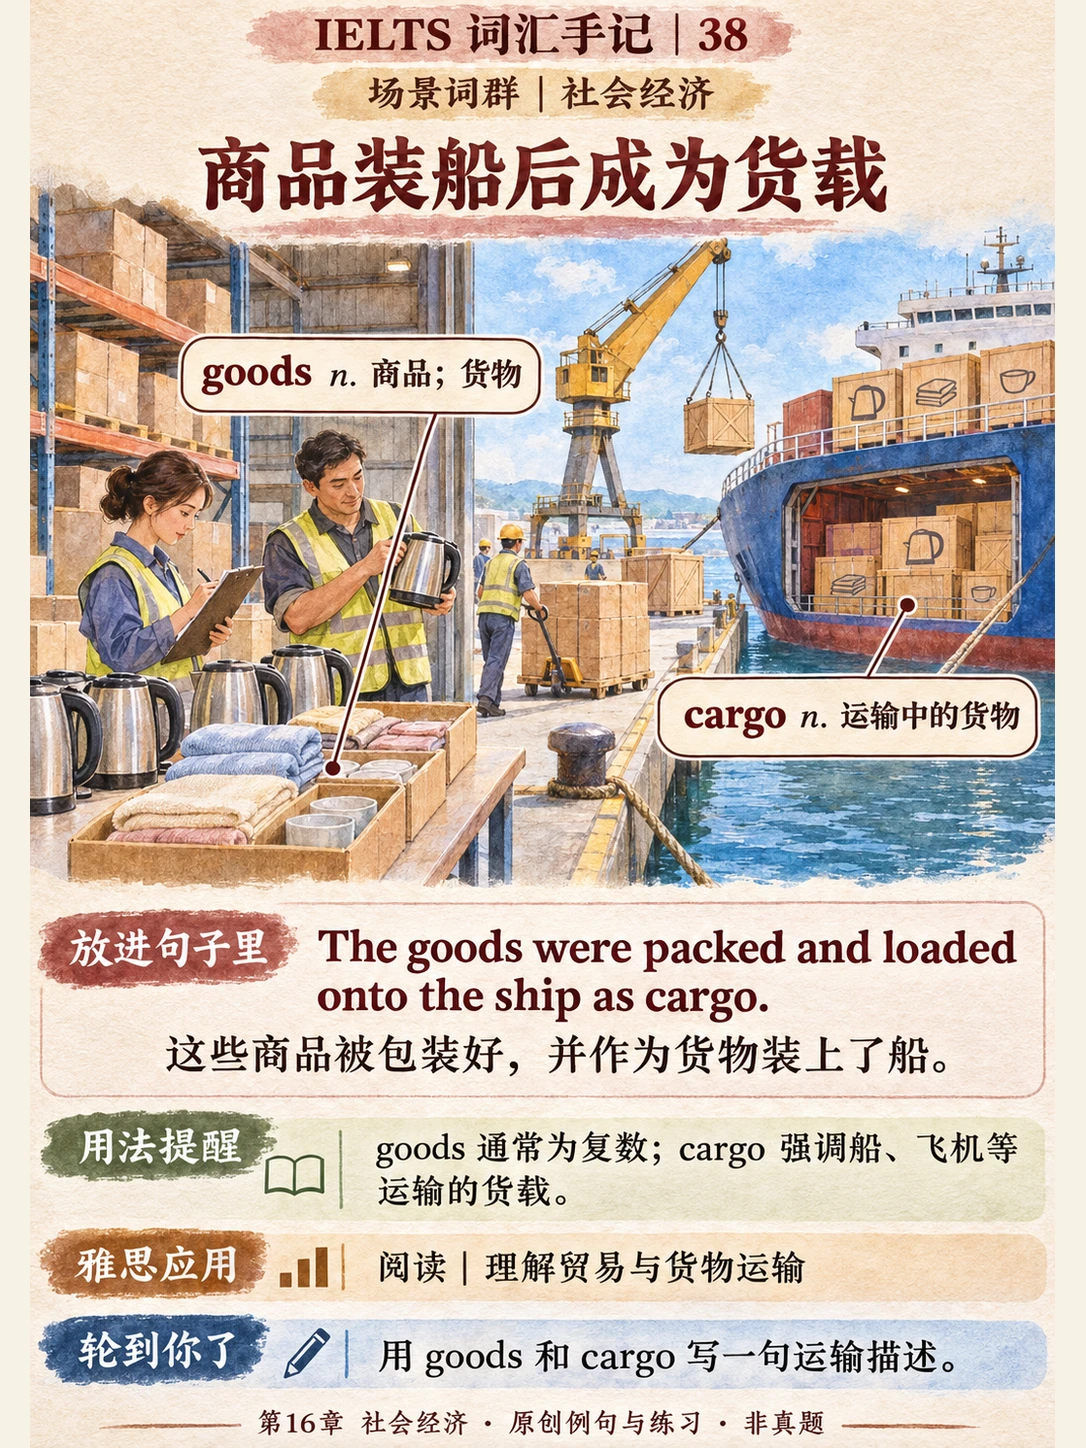 IELTS 词汇手记｜38
场景词群｜社会经济
商品装船后成为货载
goods n. 商品；货物
cargo n. 运输中的货物
放进句子里
The goods were packed and loaded
onto the ship as cargo.
这些商品被包装好，并作为货物装上了船。
用法提醒
goods 通常为复数；cargo 强调船、飞机等
运输的货载。
雅思应用
阅读｜理解贸易与货物运输
轮到你了
用 goods 和 cargo 写一句运输描述。
第16章 社会经济 · 原创例句与练习 · 非真题